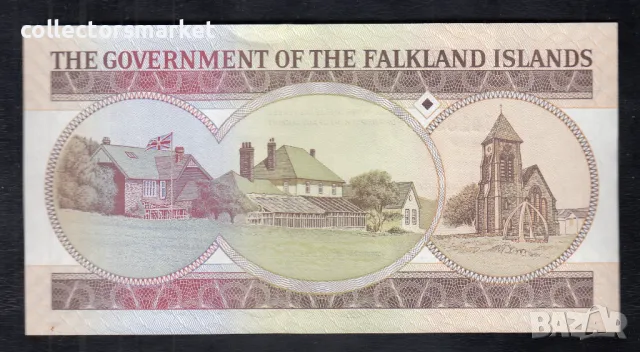 collectorsmarket
THE GOVERNMENT OF THE FALKLAND ISLANDS
BAZAR